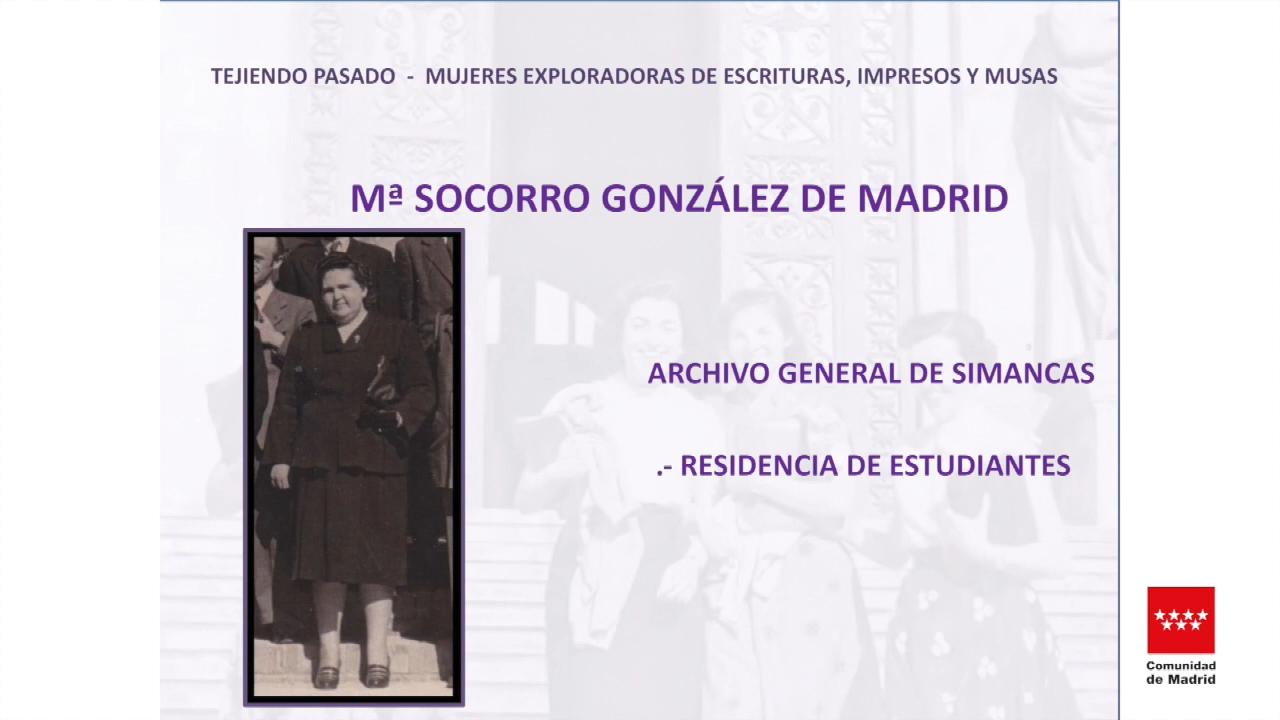 TEJIENDO PASADO - MUJERES EXPLORADORAS DE ESCRITURAS, IMPRESOS Y MUSAS
Mª SOCORRO GONZÁLEZ DE MADRID
ARCHIVO GENERAL DE SIMANCAS
.- RESIDENCIA DE ESTUDIANTES
Comunidad
de Madrid